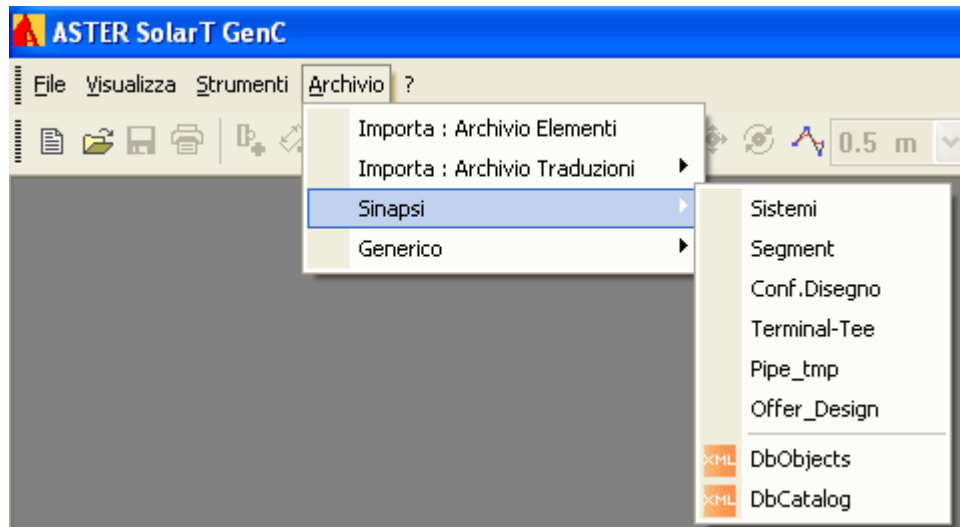 ASTER SolarT GenC
File Visualizza Strumenti Archivio ?
0.5 m
Importa : Archivio Elementi
Importa : Archivio Traduzioni
Sinapsi
Generico
Sistemi
Segment
Conf.Disegno
Terminal-Tee
Pipe_tmp
Offer_Design
XML DbObjects
XML DbCatalog